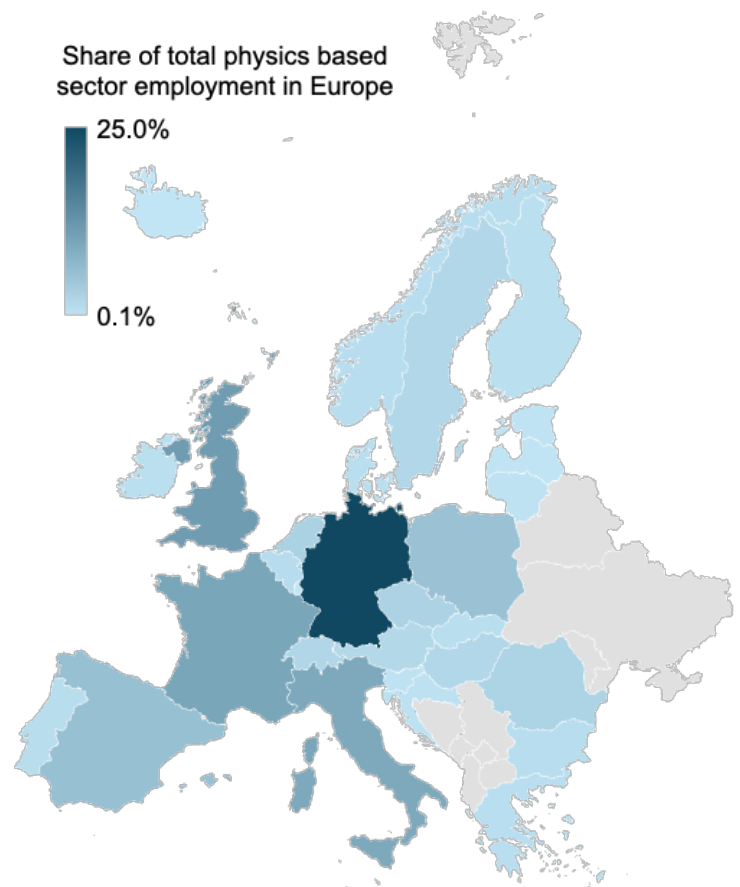 Share of total physics based
sector employment in Europe
25.0%
0.1%